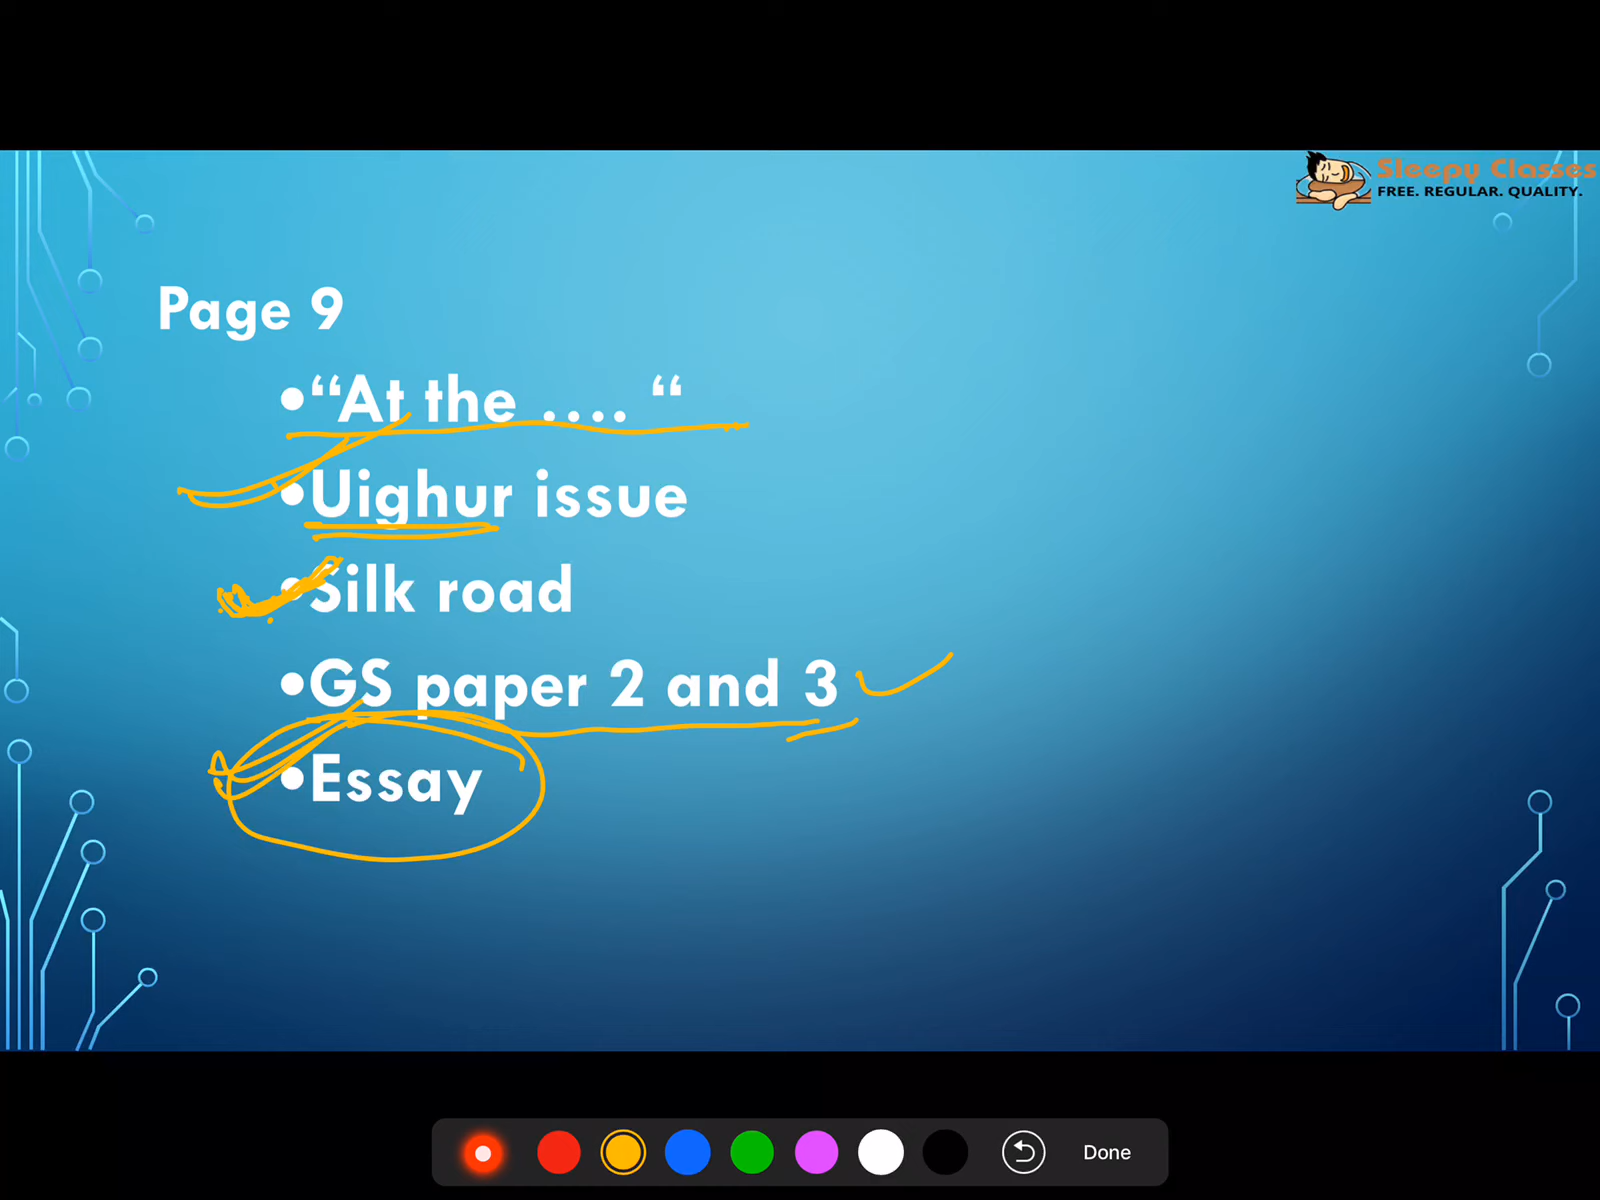 Sleepy Classes
FREE. REGULAR. QUALITY.
Page 9
•“At the .... “
•Uighur issue
•Silk road
•GS paper 2 and 3
•Essay
Done